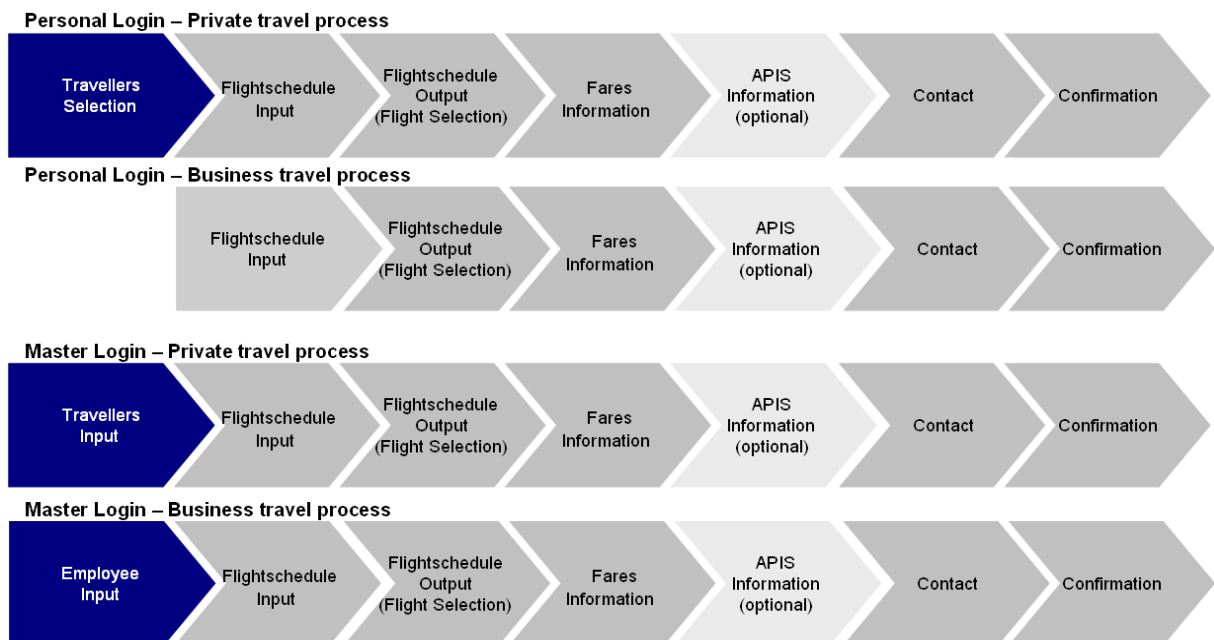 Personal Login – Private travel process
Travellers
Selection
Flightschedule
Input
Flightschedule
Output
(Flight Selection)
Fares
Information
APIS
Information
(optional)
Contact
Confirmation
Personal Login – Business travel process
Flightschedule
Input
Flightschedule
Output
(Flight Selection)
Fares
Information
APIS
Information
(optional)
Contact
Confirmation
Master Login – Private travel process
Travellers
Input
Flightschedule
Input
Flightschedule
Output
(Flight Selection)
Fares
Information
APIS
Information
(optional)
Contact
Confirmation
Master Login – Business travel process
Employee
Input
Flightschedule
Input
Flightschedule
Output
(Flight Selection)
Fares
Information
APIS
Information
(optional)
Contact
Confirmation